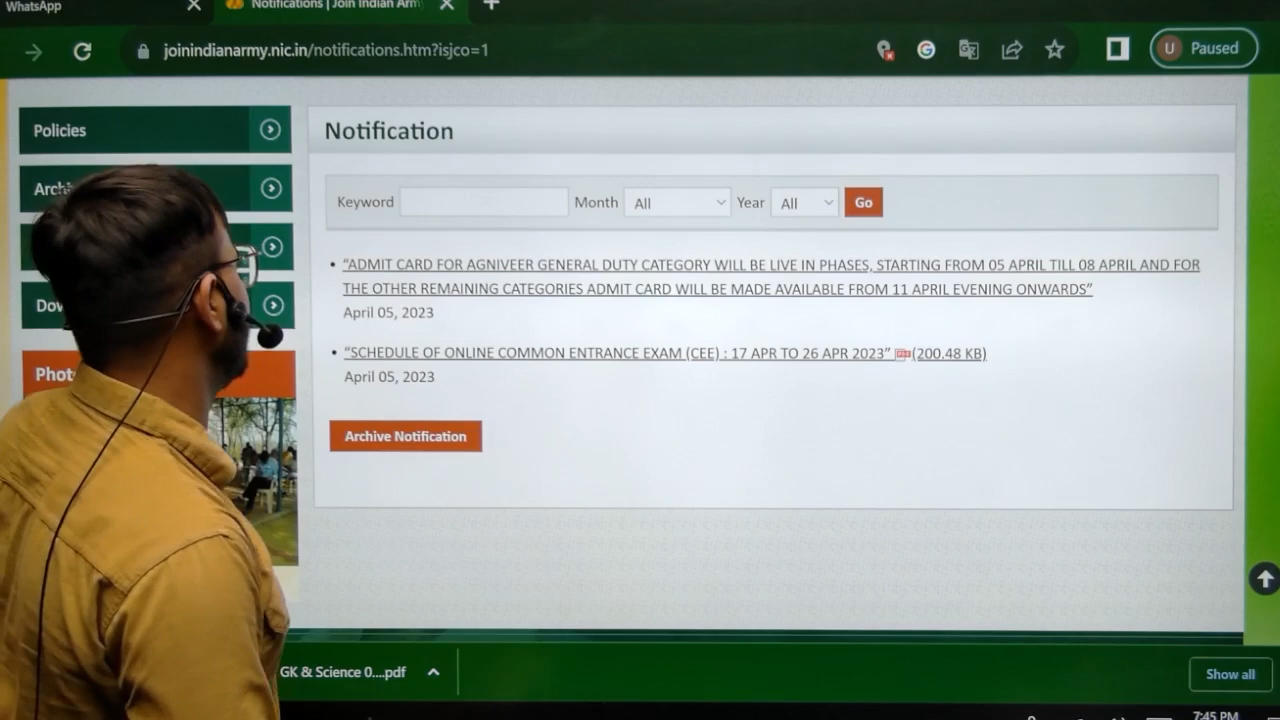 WhatsApp
Notifications | Join Indian Army
joinindianarmy.nic.in/notifications.htm?isjco=1
U Paused
Policies
Notification
Keyword Month All Year All Go
• “ADMIT CARD FOR AGNIVEER GENERAL DUTY CATEGORY WILL BE LIVE IN PHASES, STARTING FROM 05 APRIL TILL 08 APRIL AND FOR
THE OTHER REMAINING CATEGORIES ADMIT CARD WILL BE MADE AVAILABLE FROM 11 APRIL EVENING ONWARDS”
April 05, 2023
• “SCHEDULE OF ONLINE COMMON ENTRANCE EXAM (CEE) : 17 APR TO 26 APR 2023” (200.48 KB)
April 05, 2023
Archive Notification
GK & Science 0....pdf
Show all
7:45 PM